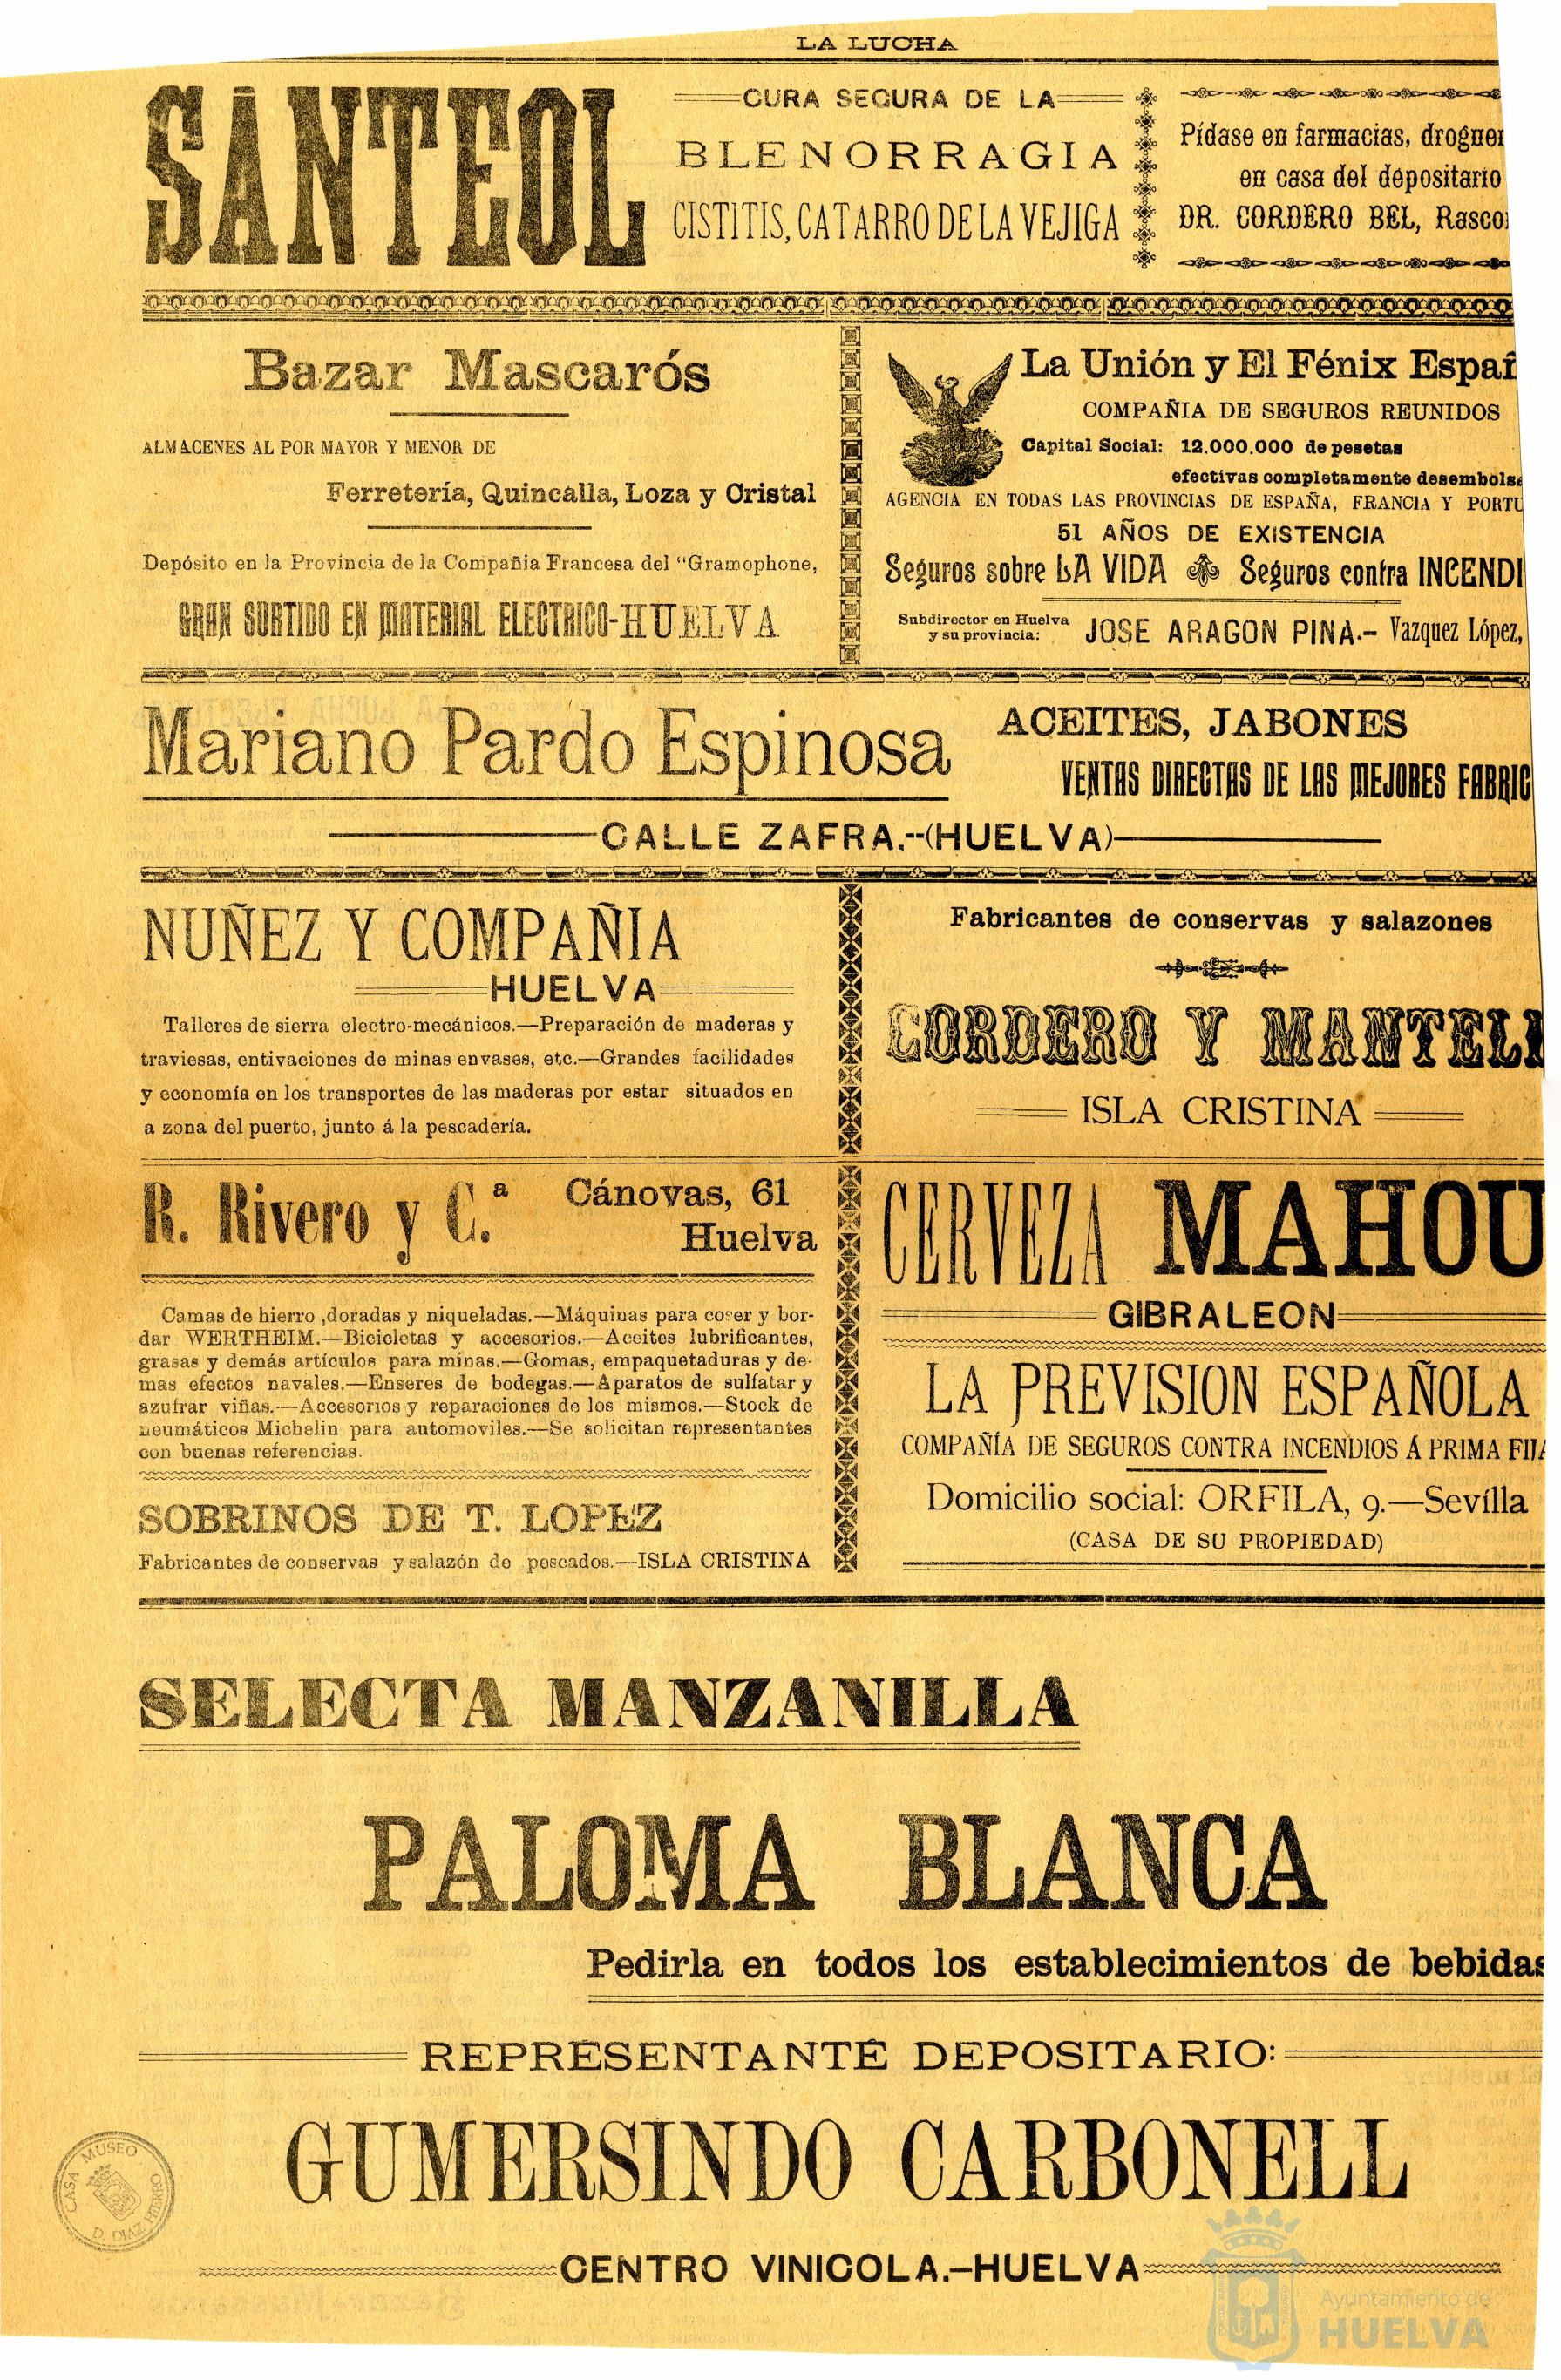 LA LUCHA
SANTEOL
CURA SEGURA DE LA
BLENORRAGIA
CISTITIS, CATARRO DE LA VEJIGA
Pídase en farmacias,
en casa del depositario
DR. CORDERO BEL,
Bazar Mascarós
ALMACENES AL POR MAYOR Y MENOR DE
Ferretería, Quincalla, Loza y Cristal
Depósito en la Provincia de la Compañia Francesa del "Gramophone,
GRAN SURTIDO EN MATERIAL ELECTRICO-HUELVA
La Unión y El Fénix
COMPAÑIA DE SEGUROS REUNIDOS
Capital Social: 12.000.000 de pesetas
efectivas completamente
AGENCIA EN TODAS LAS PROVINCIAS DE ESPAÑA, FRANCIA Y
51 AÑOS DE EXISTENCIA
Seguros sobre LA VIDA Seguros contra
Subdirector en Huelva
y su provincia:
JOSE ARAGON PINA.- Vazquez López,
Mariano Pardo Espinosa
ACEITES, JABONES
VENTAS DIRECTAS DE LAS MEJORES
CALLE ZAFRA.--(HUELVA)
NUÑEZ Y COMPAÑIA
HUELVA
Talleres de sierra electro-mecánicos.—Preparación de maderas y
traviesas, entivaciones de minas envases, etc.—Grandes facilidades
y economía en los transportes de las maderas por estar situados en
a zona del puerto, junto á la pescadería.
Fabricantes de conservas y salazones
CORDERO Y
ISLA CRISTINA
R. Rivero y C.ª
Cánovas, 61
Huelva
Camas de hierro ,doradas y niqueladas.—Máquinas para coser y bor-
dar WERTHEIM.—Bicicletas y accesorios.—Aceites lubrificantes,
grasas y demás artículos para minas.—Gomas, empaquetaduras y de-
mas efectos navales.—Enseres de bodegas.—Aparatos de sulfatar y
azufrar viñas.—Accesorios y reparaciones de los mismos.—Stock de
neumáticos Michelin para automoviles.—Se solicitan representantes
con buenas referencias.
SOBRINOS DE T. LOPEZ
Fabricantes de conservas y salazón de pescados.—ISLA CRISTINA
CERVEZA MAHOU
GIBRALEON
LA PREVISION ESPAÑOLA
COMPAÑÍA DE SEGUROS CONTRA INCENDIOS Á PRIMA FIJA
Domicilio social: ORFILA, 9.—Sevilla
(CASA DE SU PROPIEDAD)
SELECTA MANZANILLA
PALOMA BLANCA
Pedirla en todos los establecimientos de bebidas
REPRESENTANTE DEPOSITARIO:
GUMERSINDO CARBONELL
CENTRO VINICOLA.-HUELVA
CASA MUSEO
D. DIAZ HIERRO
Ayuntamiento de
HUELVA